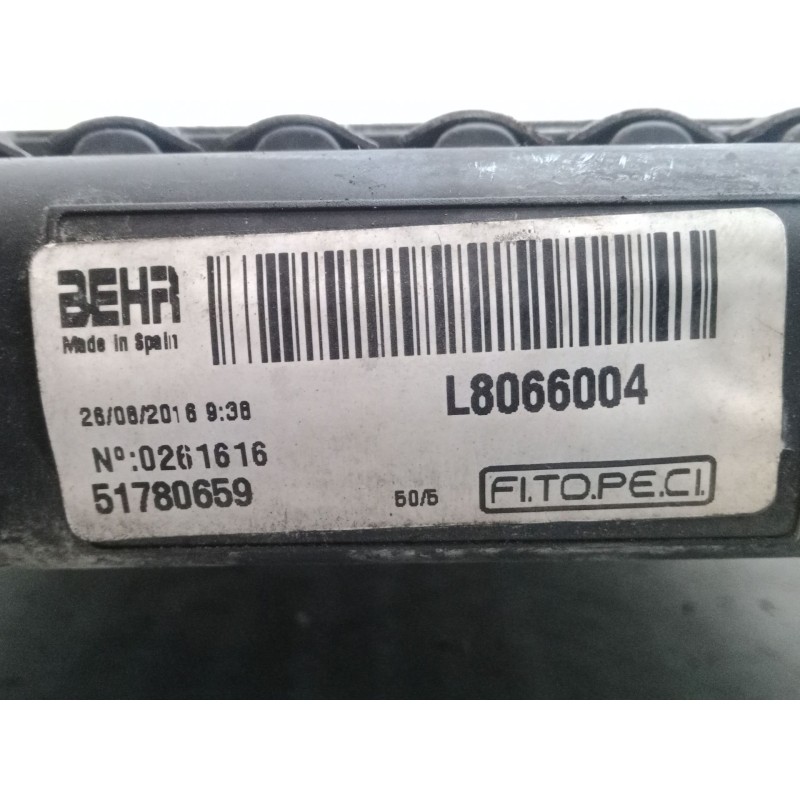 BEHR
Made in Spain
L8066004
26/08/2016 9:38
Nº:0261616
51780659
50/5
FI.TO.PE.CI.